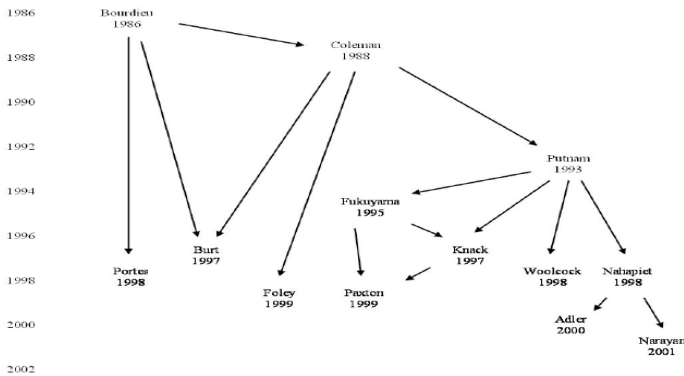 1986
Bourdieu
1986
1988
Coleman
1988
1990
1992
Putnam
1993
1994
Fukuyama
1995
1996
Burt
1997
Knack
1997
Portes
1998
Woolcock
1998
Nahapiet
1998
1998
Foley
1999
Paxton
1999
2000
Adler
2000
Narayan
2001
2002